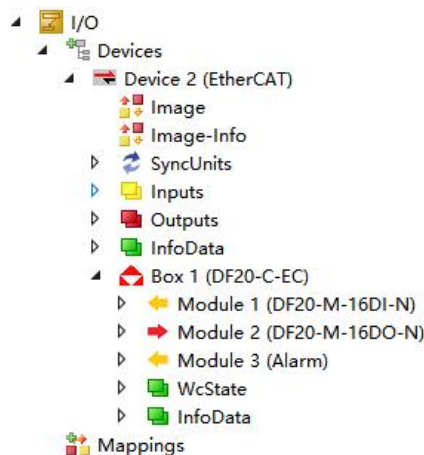 I/O
Devices
Device 2 (EtherCAT)
Image
Image-Info
SyncUnits
Inputs
Outputs
InfoData
Box 1 (DF20-C-EC)
Module 1 (DF20-M-16DI-N)
Module 2 (DF20-M-16DO-N)
Module 3 (Alarm)
WcState
InfoData
Mappings